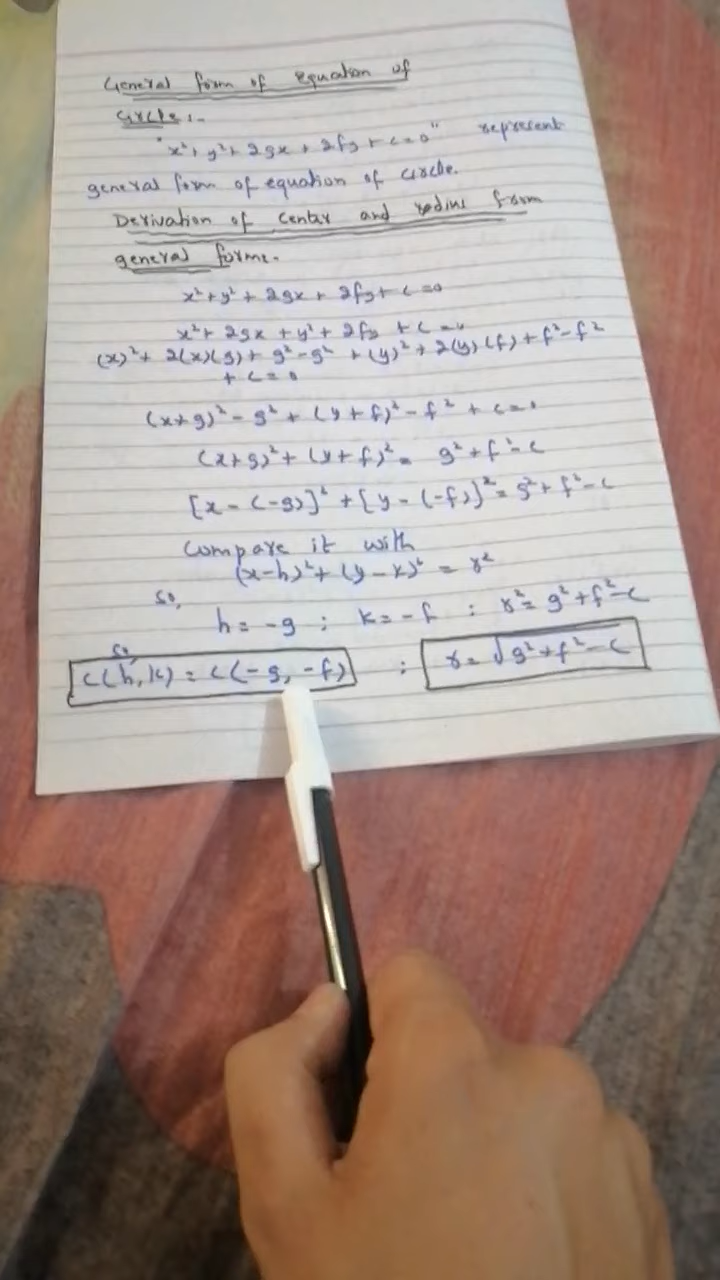 General form of equation of
Circle:-
"x²+y²+2gx+2fy+c=0" represent
general form of equation of circle.
Derivation of center and radius from
general forme.
x²+y²+2gx+2fy+c=0
x²+2gx+y²+2fy+c=0
(x)²+2(x)(g)+g²-g²+(y)²+2(y)(f)+f²-f²
+c=0
(x+g)²-g²+(y+f)²-f²+c=0
(x+g)²+(y+f)²=g²+f²-c
[x-(-g)]²+[y-(-f)]²=g²+f²-c
compare it with
(x-h)²+(y-k)²=r²
so,
h=-g ; k=-f ; r²=g²+f²-c
so
c(h,k)=c(-g,-f) ; r=√g²+f²-c